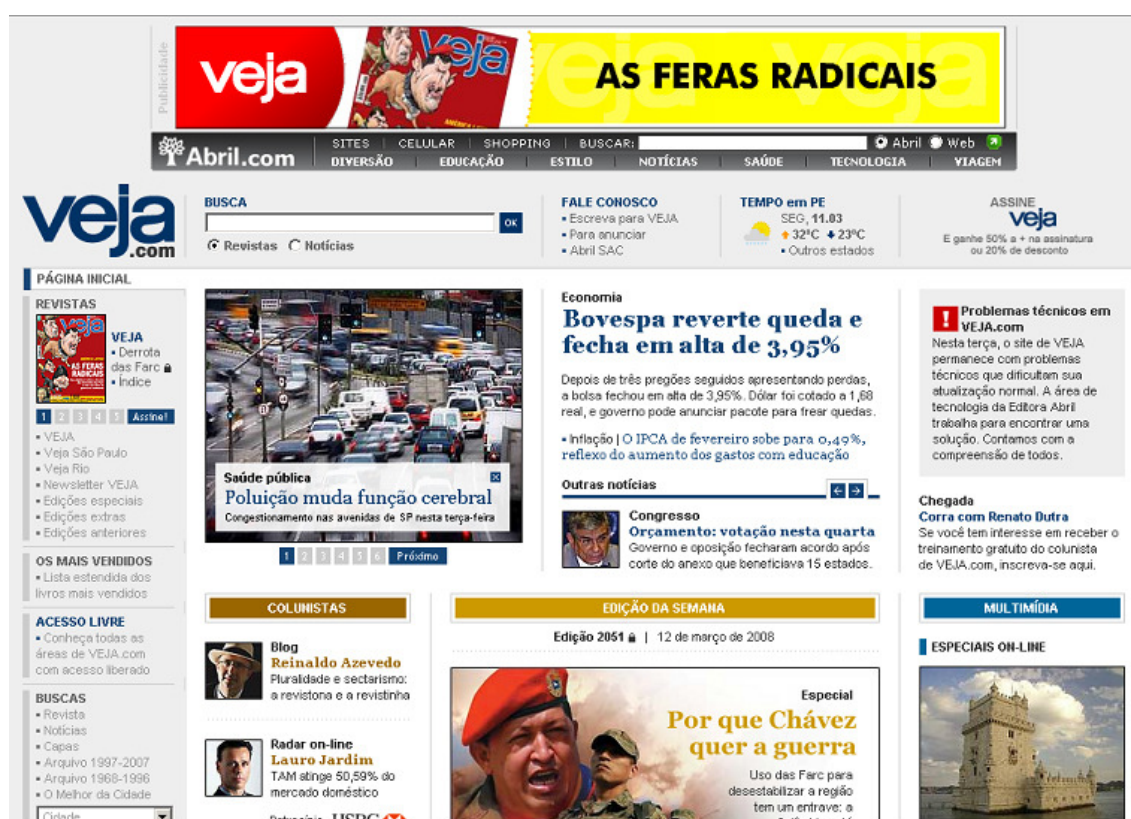 Publicidade
veja
veja
AS FERAS RADICAIS
Abril.com
SITES | CELULAR | SHOPPING | BUSCAR: Abril Web
DIVERSÃO | EDUCAÇÃO | ESTILO | NOTÍCIAS | SAÚDE | TECNOLOGIA | VIAGEM
veja
.com
BUSCA
OK
Revistas Notícias
FALE CONOSCO
Escreva para VEJA
Para anunciar
Abril SAC
TEMPO em PE
SEG, 11.03
32ºC 23ºC
Outros estados
ASSINE
veja
E ganhe 50% a + na assinatura
ou 20% de desconto
PÁGINA INICIAL
REVISTAS
veja
AS FERAS
RADICAIS
VEJA
Derrota
das Farc
Índice
1 2 3 4 5 Assine!
VEJA
Veja São Paulo
Veja Rio
Newsletter VEJA
Edições especiais
Edições extras
Edições anteriores
OS MAIS VENDIDOS
Lista estendida dos
livros mais vendidos
ACESSO LIVRE
Conheça todas as
áreas de VEJA.com
com acesso liberado
BUSCAS
Revista
Notícias
Capas
Arquivo 1997-2007
Arquivo 1968-1996
O Melhor da Cidade
Cidade
Saúde pública
Poluição muda função cerebral
Congestionamento nas avenidas de SP nesta terça-feira
1 2 3 4 5 6 Próximo
Economia
Bovespa reverte queda e
fecha em alta de 3,95%
Depois de três pregões seguidos apresentando perdas,
a bolsa fechou em alta de 3,95%. Dólar foi cotado a 1,68
real, e governo pode anunciar pacote para frear quedas.
Inflação | O IPCA de fevereiro sobe para 0,49%,
reflexo do aumento dos gastos com educação
Outras notícias
Congresso
Orçamento: votação nesta quarta
Governo e oposição fecharam acordo após
corte do anexo que beneficiava 15 estados.
Problemas técnicos em
VEJA.com
Nesta terça, o site de VEJA
permanece com problemas
técnicos que dificultam sua
atualização normal. A área de
tecnologia da Editora Abril
trabalha para encontrar uma
solução. Contamos com a
compreensão de todos.
Chegada
Corra com Renato Dutra
Se você tem interesse em receber o
treinamento gratuito do colunista
de VEJA.com, inscreva-se aqui.
COLUNISTAS
Blog
Reinaldo Azevedo
Pluralidade e sectarismo:
a revistona e a revistinha
Radar on-line
Lauro Jardim
TAM atinge 50,59% do
mercado doméstico
HSBC
EDIÇÃO DA SEMANA
Edição 2051 | 12 de março de 2008
Especial
Por que Chávez
quer a guerra
Uso das Farc para
desestabilizar a região
tem um entrave: a
MULTIMÍDIA
ESPECIAIS ON-LINE